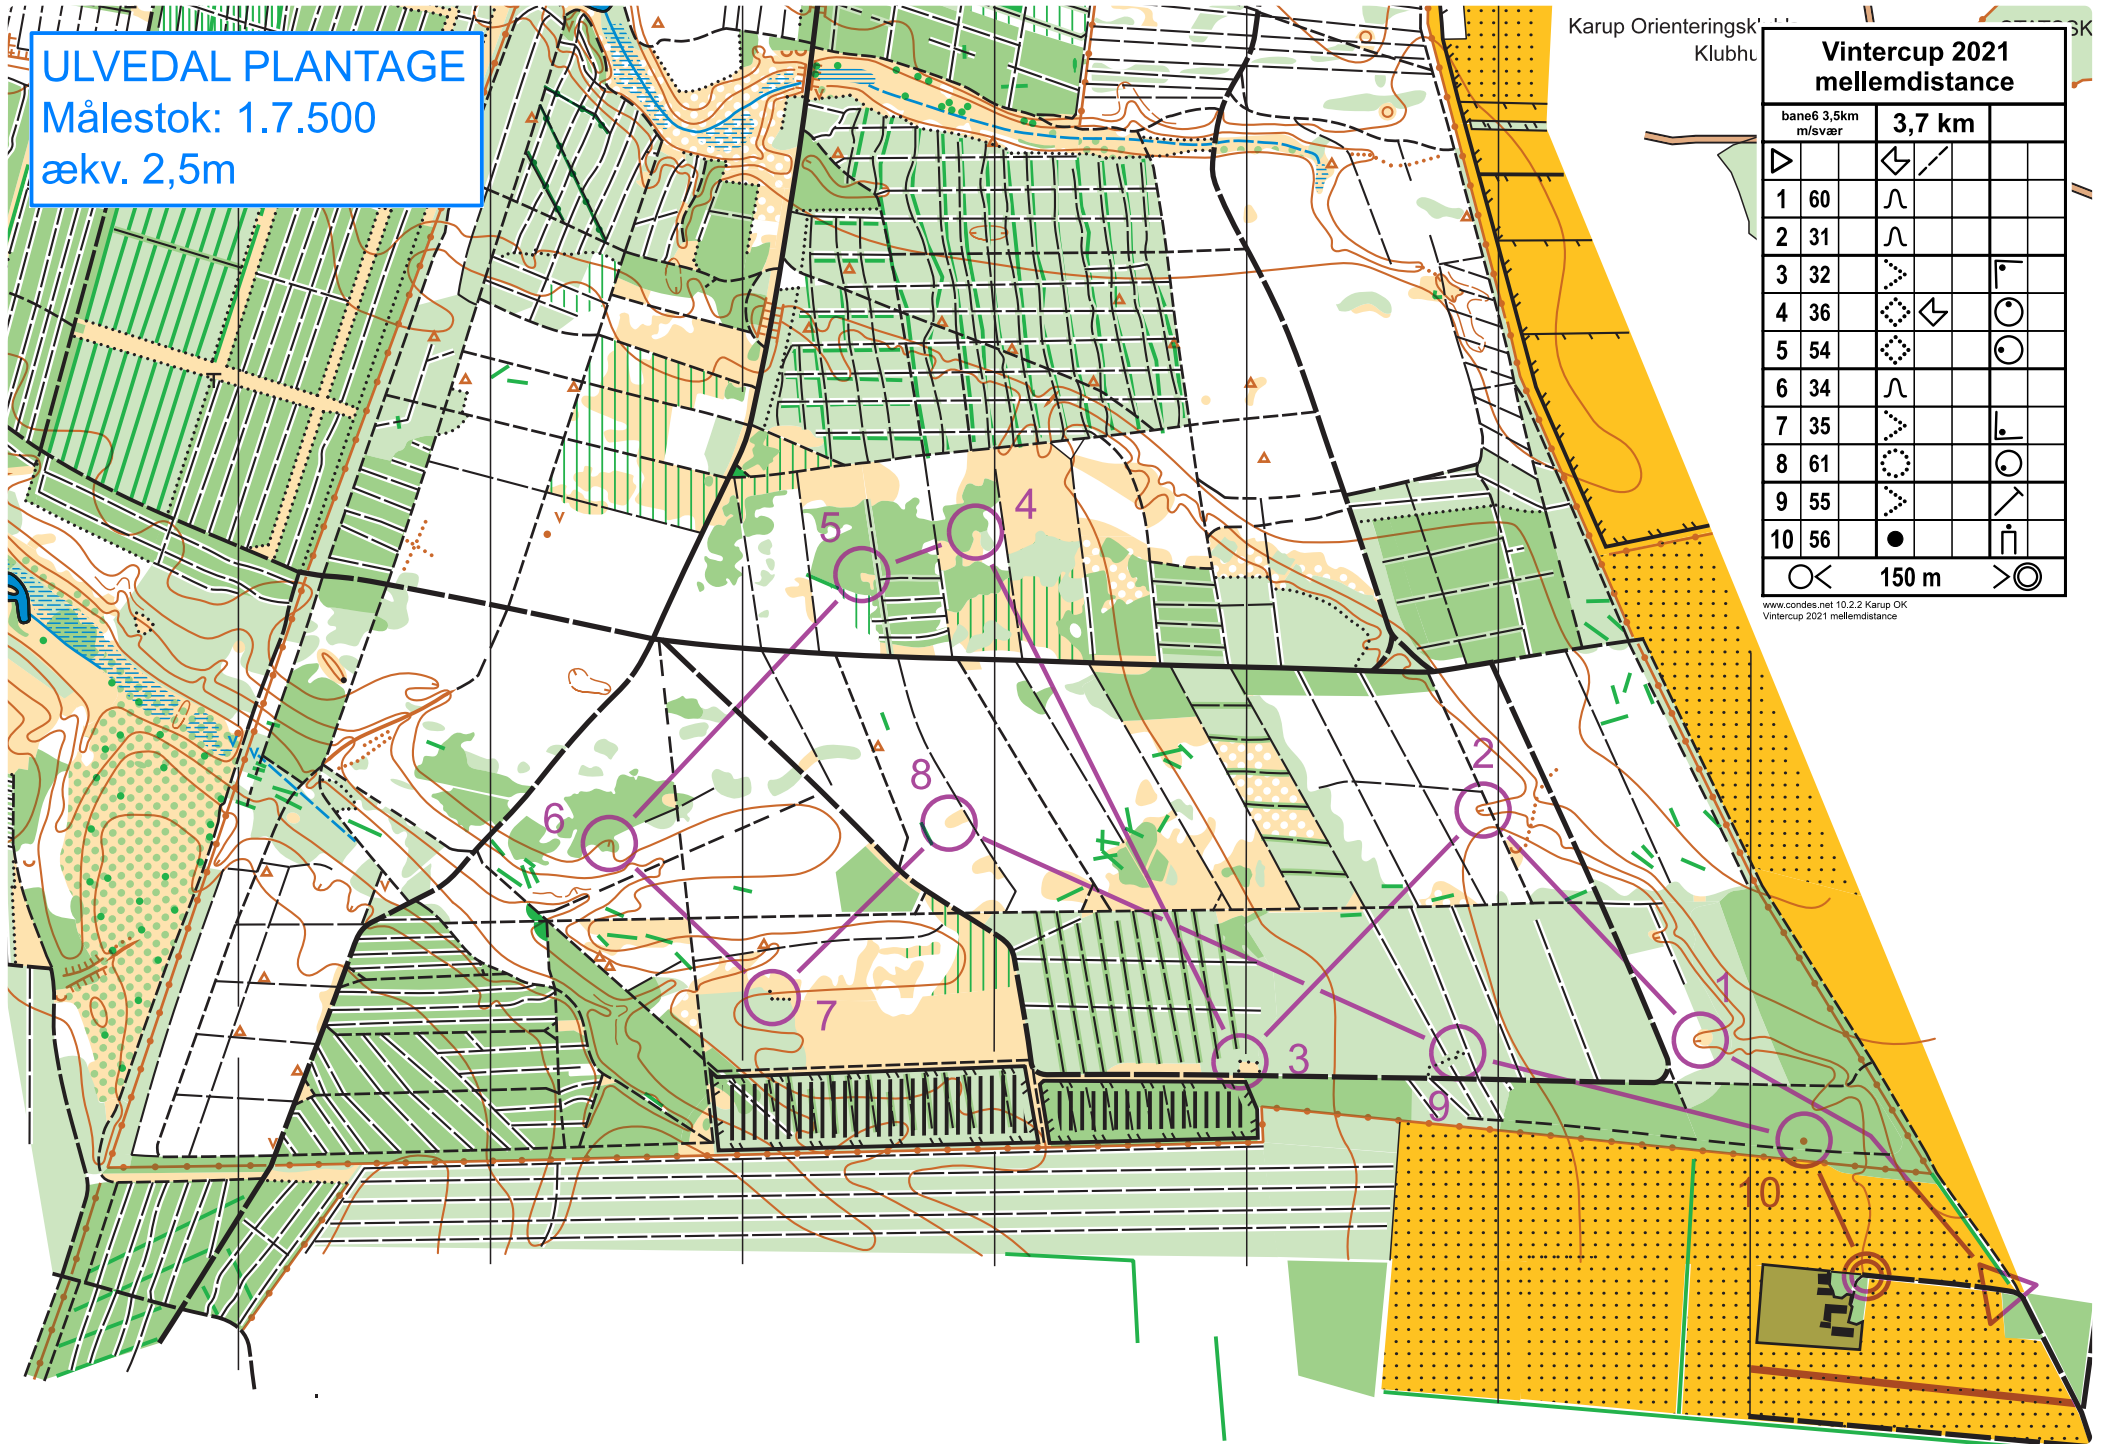 ULVEDAL PLANTAGE
Målestok: 1.7.500
ækv. 2,5m
Karup Orienteringsk
Klubhu
Vintercup 2021
mellemdistance
bane6 3,5km
m/svær
3,7 km
1 60
2 31
3 32
4 36
5 54
6 34
7 35
8 61
9 55
10 56
150 m
www.condes.net 10.2.2 Karup OK
Vintercup 2021 mellemdistance
4
5
2
8
6
1
7
3
9
10